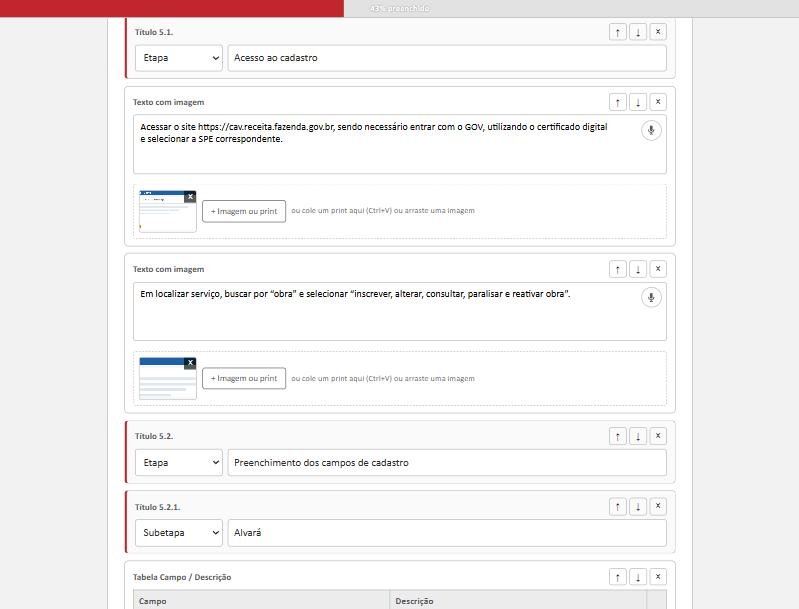 43% preenchido
Título 5.1.
↑ ↓ ×
Etapa
Acesso ao cadastro
Texto com imagem
↑ ↓ ×
Acessar o site https://cav.receita.fazenda.gov.br, sendo necessário entrar com o GOV, utilizando o certificado digital
e selecionar a SPE correspondente.
X
+ Imagem ou print
ou cole um print aqui (Ctrl+V) ou arraste uma imagem
Texto com imagem
↑ ↓ ×
Em localizar serviço, buscar por “obra” e selecionar “inscrever, alterar, consultar, paralisar e reativar obra”.
X
+ Imagem ou print
ou cole um print aqui (Ctrl+V) ou arraste uma imagem
Título 5.2.
↑ ↓ ×
Etapa
Preenchimento dos campos de cadastro
Título 5.2.1.
↑ ↓ ×
Subetapa
Alvará
Tabela Campo / Descrição
↑ ↓ ×
Campo
Descrição